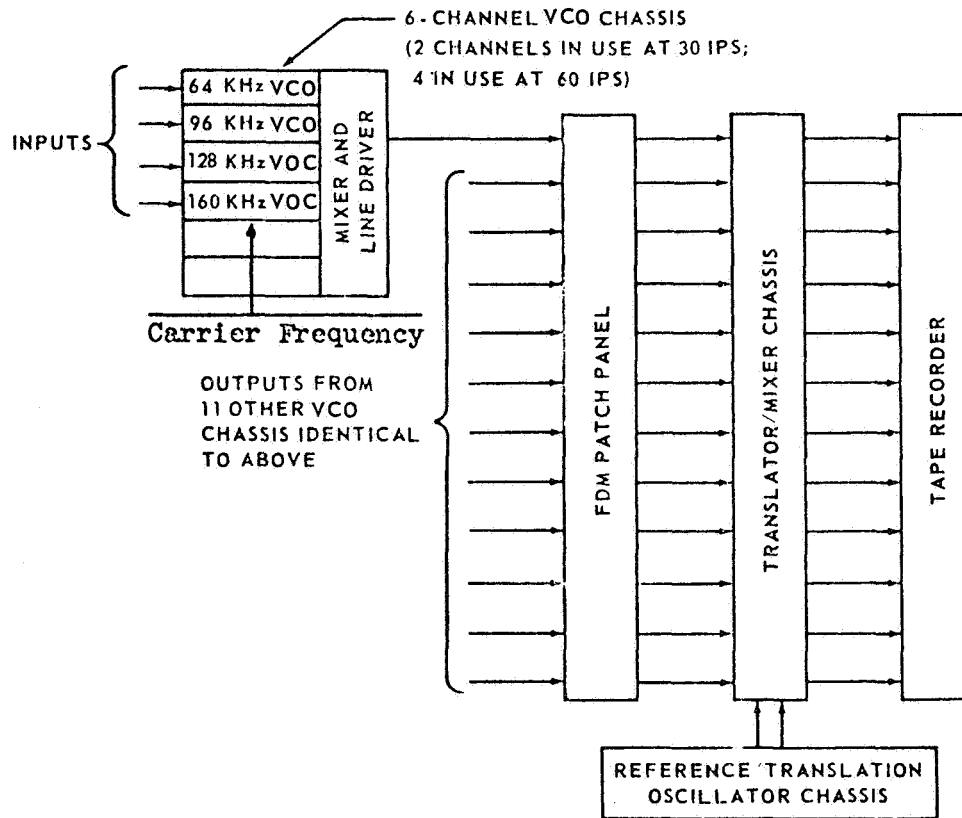 6-CHANNEL VCO CHASSIS
(2 CHANNELS IN USE AT 30 IPS;
4 IN USE AT 60 IPS)
INPUTS
64 KHz VCO
96 KHz VCO
128 KHz VOC
160 KHz VOC
MIXER AND
LINE DRIVER
Carrier Frequency
OUTPUTS FROM
11 OTHER VCO
CHASSIS IDENTICAL
TO ABOVE
FDM PATCH PANEL
TRANSLATOR/MIXER CHASSIS
TAPE RECORDER
REFERENCE TRANSLATION
OSCILLATOR CHASSIS